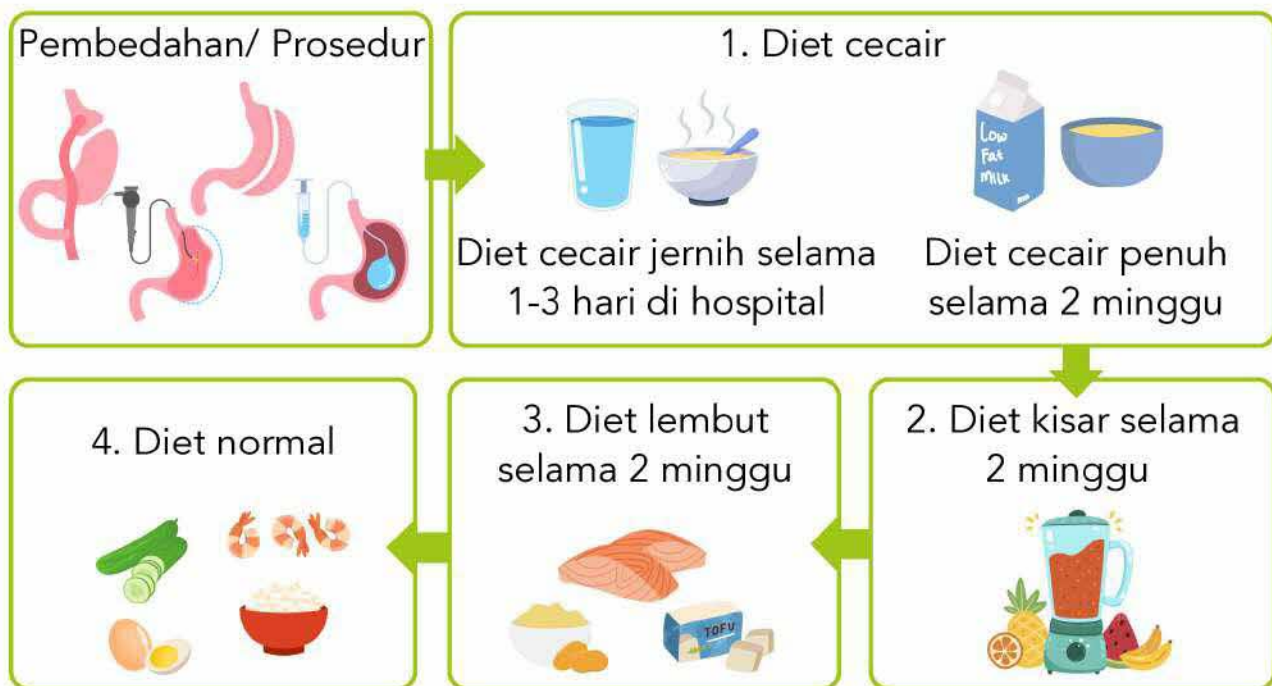 Pembedahan/ Prosedur
1. Diet cecair
Low
Fat
MILK
Diet cecair jernih selama
1-3 hari di hospital
Diet cecair penuh
selama 2 minggu
2. Diet kisar selama
2 minggu
3. Diet lembut
selama 2 minggu
TOFU
4. Diet normal